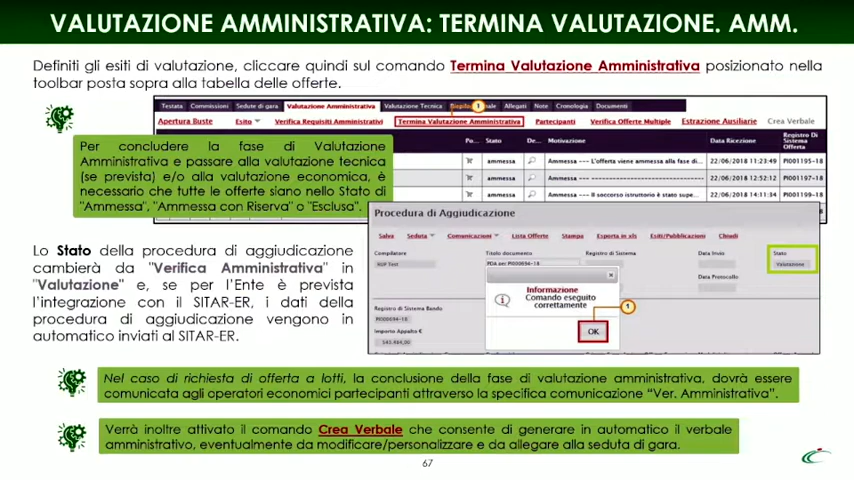 VALUTAZIONE AMMINISTRATIVA: TERMINA VALUTAZIONE. AMM.
Definiti gli esiti di valutazione, cliccare quindi sul comando Termina Valutazione Amministrativa posizionato nella
toolbar posta sopra alla tabella delle offerte.
Testata Commissioni Sedute di gara Valutazione Amministrativa Valutazione Tecnica 1 Allegati Note Cronologia Documenti
Apertura Buste Esito Verifica Requisiti Amministrativi Termina Valutazione Amministrativa Partecipanti Verifica Offerte Multiple Estrazione Ausiliarie Crea Verbale
Po... Stato De... Motivazione Data Ricezione Registro Di Sistema Offerta
ammessa Ammessa --- L'offerta viene ammessa alla fase di... 22/06/2018 11:23:49 PI001195-18
ammessa 22/06/2018 12:52:12 PI001197-18
ammessa Ammessa --- Il soccorso istruttorio è stato supe... 22/06/2018 14:11:34 PI001199-18
Per concludere la fase di Valutazione
Amministrativa e passare alla valutazione tecnica
(se prevista) e/o alla valutazione economica, è
necessario che tutte le offerte siano nello Stato di
"Ammessa", "Ammessa con Riserva" o "Esclusa".
Procedura di Aggiudicazione
Salva Seduta Comunicazioni Lista Offerte Stampa Esporta in xls Esiti/Pubblicazioni Chiudi
Compilatore Titolo documento Registro di Sistema Data Invio Stato
Valutazione
Data Protocollo
Informazione
Comando eseguito
correttamente
1
OK
Registro di Sistema Bando
PI000694-18
Importo Appalto €
Lo Stato della procedura di aggiudicazione
cambierà da "Verifica Amministrativa" in
"Valutazione" e, se per l'Ente è prevista
l'integrazione con il SITAR-ER, i dati della
procedura di aggiudicazione vengono in
automatico inviati al SITAR-ER.
Nel caso di richiesta di offerta a lotti, la conclusione della fase di valutazione amministrativa, dovrà essere
comunicata agli operatori economici partecipanti attraverso la specifica comunicazione “Ver. Amministrativa”.
Verrà inoltre attivato il comando Crea Verbale che consente di generare in automatico il verbale
amministrativo, eventualmente da modificare/personalizzare e da allegare alla seduta di gara.
67